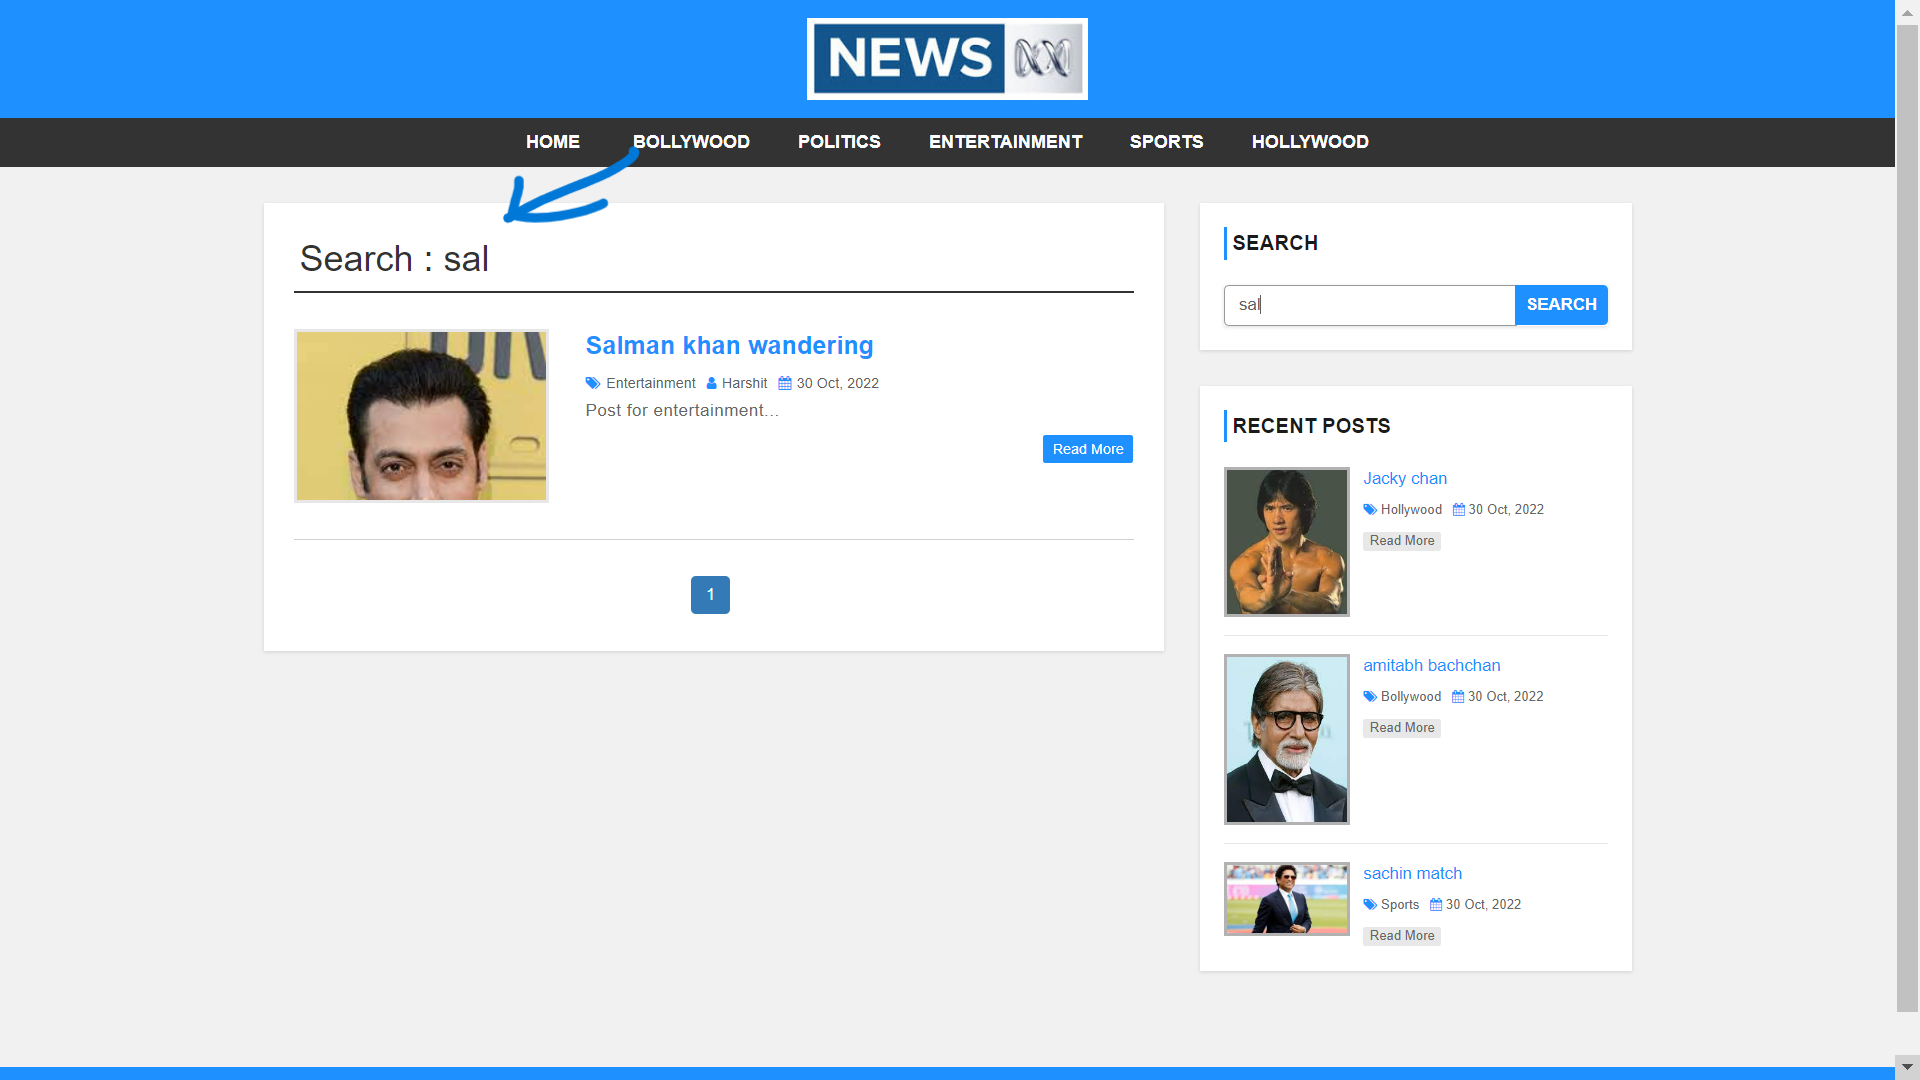 NEWS
HOME BOLLYWOOD POLITICS ENTERTAINMENT SPORTS HOLLYWOOD
Search : sal
Salman khan wandering
Entertainment Harshit 30 Oct, 2022
Post for entertainment...
Read More
1
SEARCH
sal SEARCH
RECENT POSTS
Jacky chan
Hollywood 30 Oct, 2022
Read More
amitabh bachchan
Bollywood 30 Oct, 2022
Read More
sachin match
Sports 30 Oct, 2022
Read More